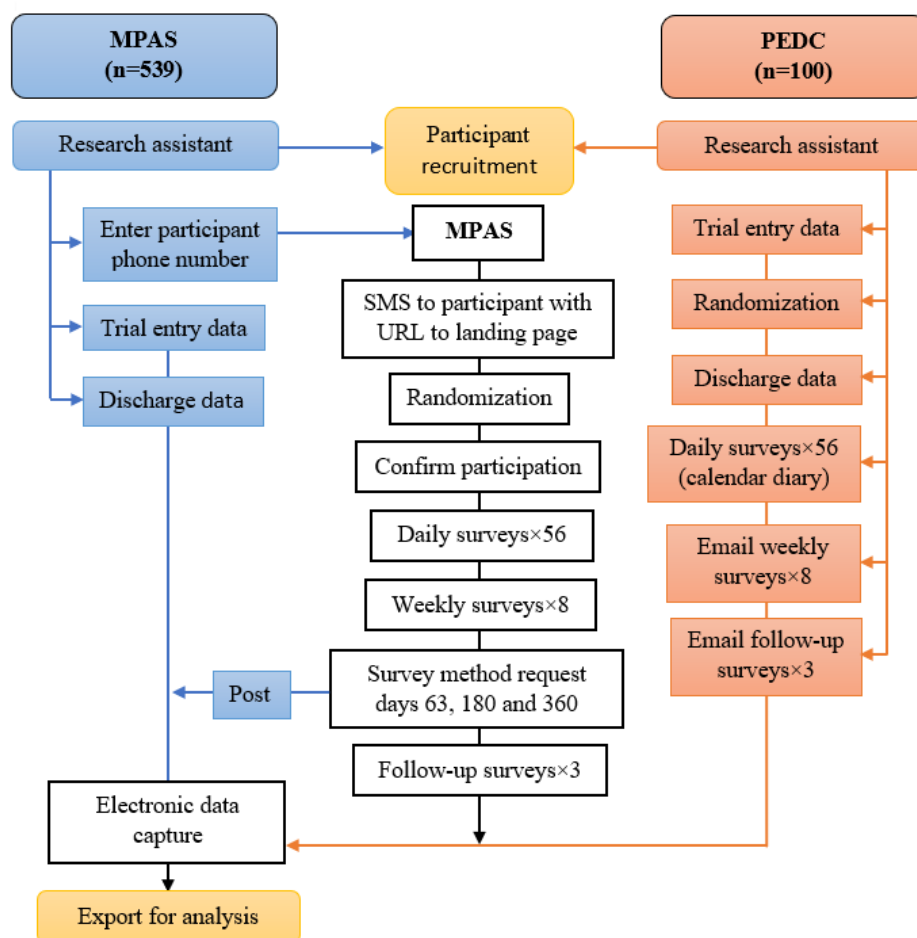 MPAS
(n=539)
PEDC
(n=100)
Research assistant
Participant
recruitment
Research assistant
Enter participant
phone number
MPAS
Trial entry data
SMS to participant with
URL to landing page
Randomization
Trial entry data
Discharge data
Discharge data
Randomization
Daily surveys×56
(calendar diary)
Confirm participation
Daily surveys×56
Email weekly
surveys×8
Weekly surveys×8
Email follow-up
surveys×3
Survey method request
days 63, 180 and 360
Post
Follow-up surveys×3
Electronic data
capture
Export for analysis